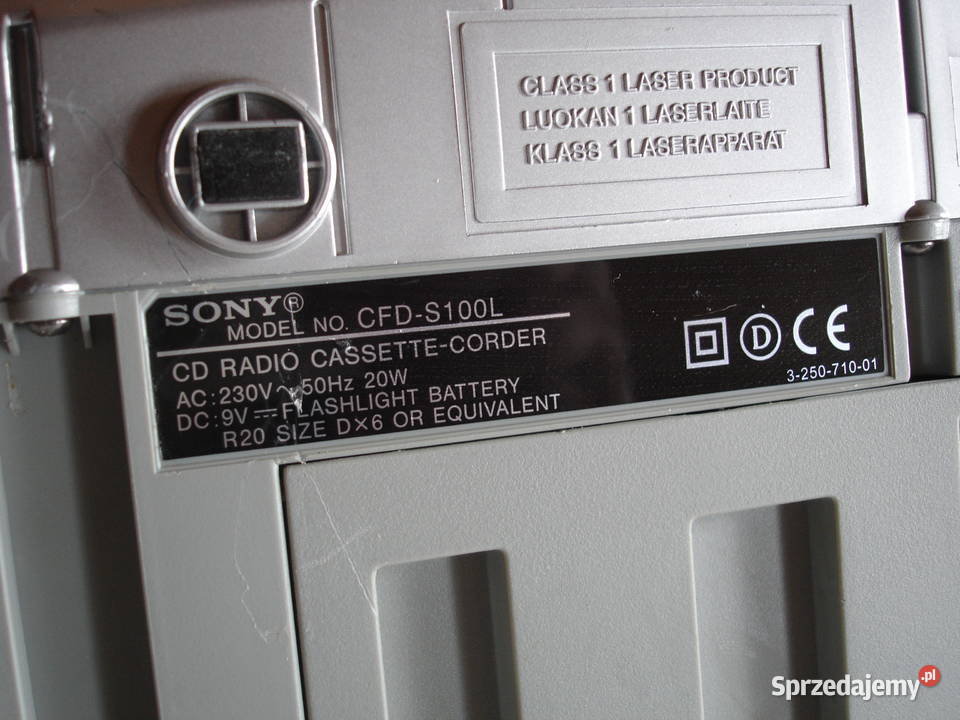 CLASS 1 LASER PRODUCT
LUOKAN 1 LASERLAITE
KLASS 1 LASERAPPARAT
SONY®
MODEL NO. CFD-S100L
CD RADIO CASSETTE-CORDER
AC:230V ~ 50Hz 20W
DC:9V ⎓ FLASHLIGHT BATTERY
R20 SIZE D×6 OR EQUIVALENT
D CE
3-250-710-01
Sprzedajemy.pl